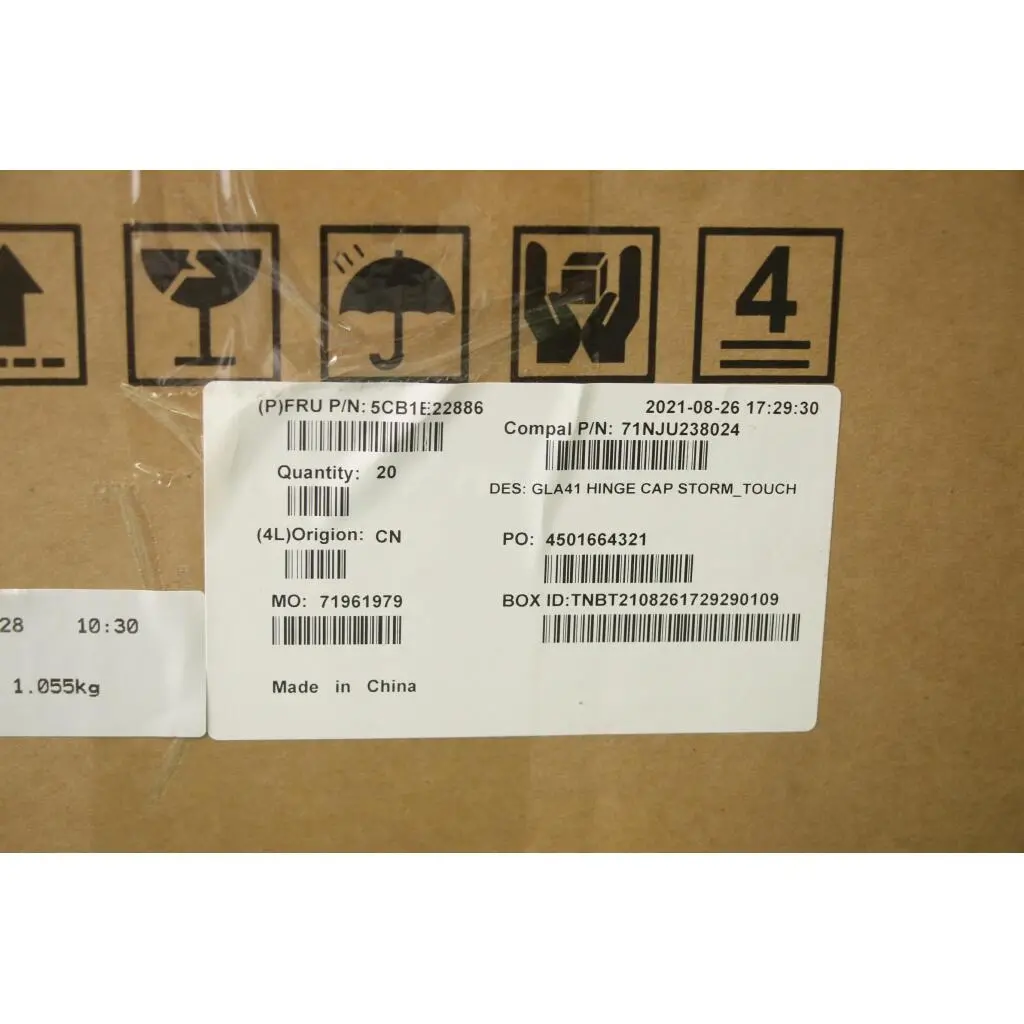 4
(P)FRU P/N: 5CB1E22886
2021-08-26 17:29:30
Compal P/N: 71NJU238024
Quantity: 20
DES: GLA41 HINGE CAP STORM_TOUCH
(4L)Origion: CN
PO: 4501664321
MO: 71961979
BOX ID:TNBT2108261729290109
Made in China
28 10:30
1.055kg